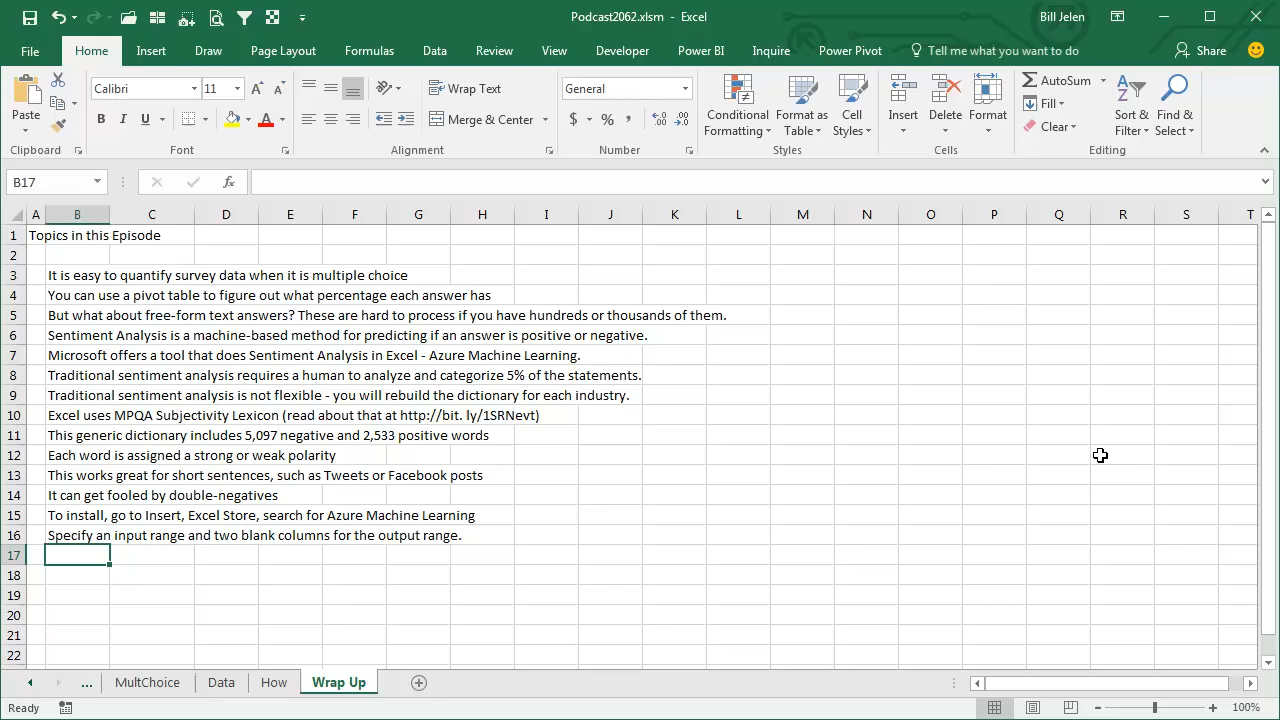 Podcast2062.xlsm - Excel
Bill Jelen
File Home Insert Draw Page Layout Formulas Data Review View Developer Power BI Inquire Power Pivot Tell me what you want to do Share
Paste
Calibri 11
Wrap Text
Merge & Center
General
Conditional Formatting
Format as Table
Cell Styles
Insert Delete Format
AutoSum
Fill
Clear
Sort & Filter
Find & Select
Clipboard Font Alignment Number Styles Cells Editing
B17
A B C D E F G H I J K L M N O P Q R S T
1 Topics in this Episode
2
3 It is easy to quantify survey data when it is multiple choice
4 You can use a pivot table to figure out what percentage each answer has
5 But what about free-form text answers? These are hard to process if you have hundreds or thousands of them.
6 Sentiment Analysis is a machine-based method for predicting if an answer is positive or negative.
7 Microsoft offers a tool that does Sentiment Analysis in Excel - Azure Machine Learning.
8 Traditional sentiment analysis requires a human to analyze and categorize 5% of the statements.
9 Traditional sentiment analysis is not flexible - you will rebuild the dictionary for each industry.
10 Excel uses MPQA Subjectivity Lexicon (read about that at http://bit. ly/1SRNevt)
11 This generic dictionary includes 5,097 negative and 2,533 positive words
12 Each word is assigned a strong or weak polarity
13 This works great for short sentences, such as Tweets or Facebook posts
14 It can get fooled by double-negatives
15 To install, go to Insert, Excel Store, search for Azure Machine Learning
16 Specify an input range and two blank columns for the output range.
17
18
19
20
21
22
... MultChoice Data How Wrap Up
Ready 100%